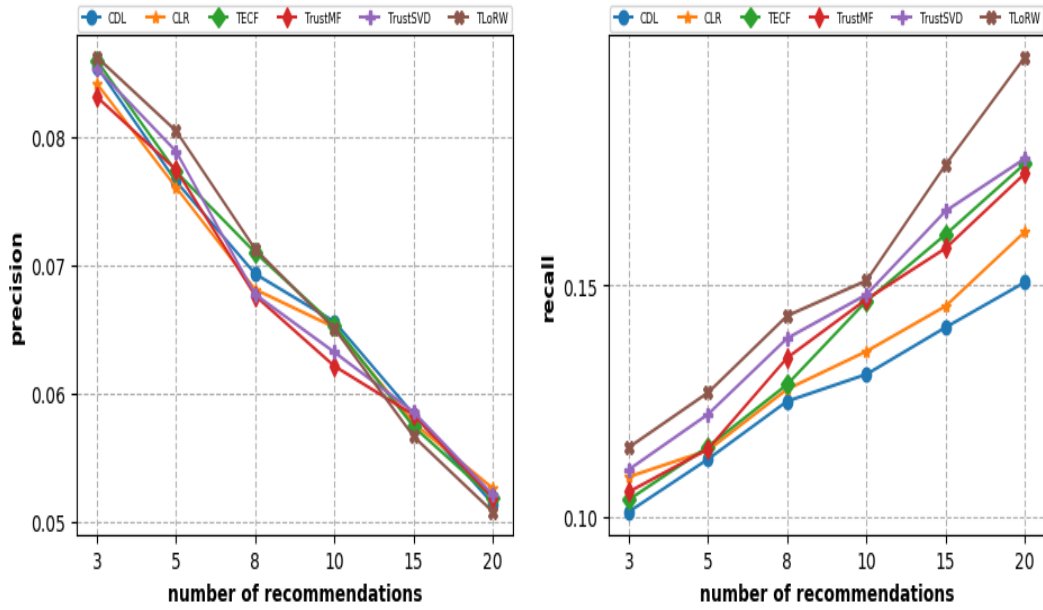 CDL CLR TECF TrustMF TrustSVD TLoRW
precision
0.08
0.07
0.06
0.05
3 5 8 10 15 20
number of recommendations
CDL CLR TECF TrustMF TrustSVD TLoRW
recall
0.15
0.10
3 5 8 10 15 20
number of recommendations